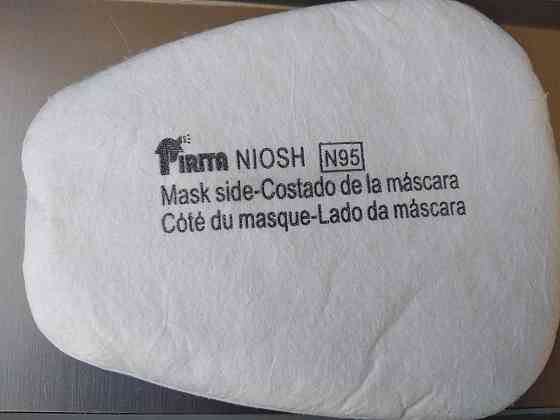 PIRITA NIOSH N95
Mask side-Costado de la máscara
Côté du masque-Lado da máscara